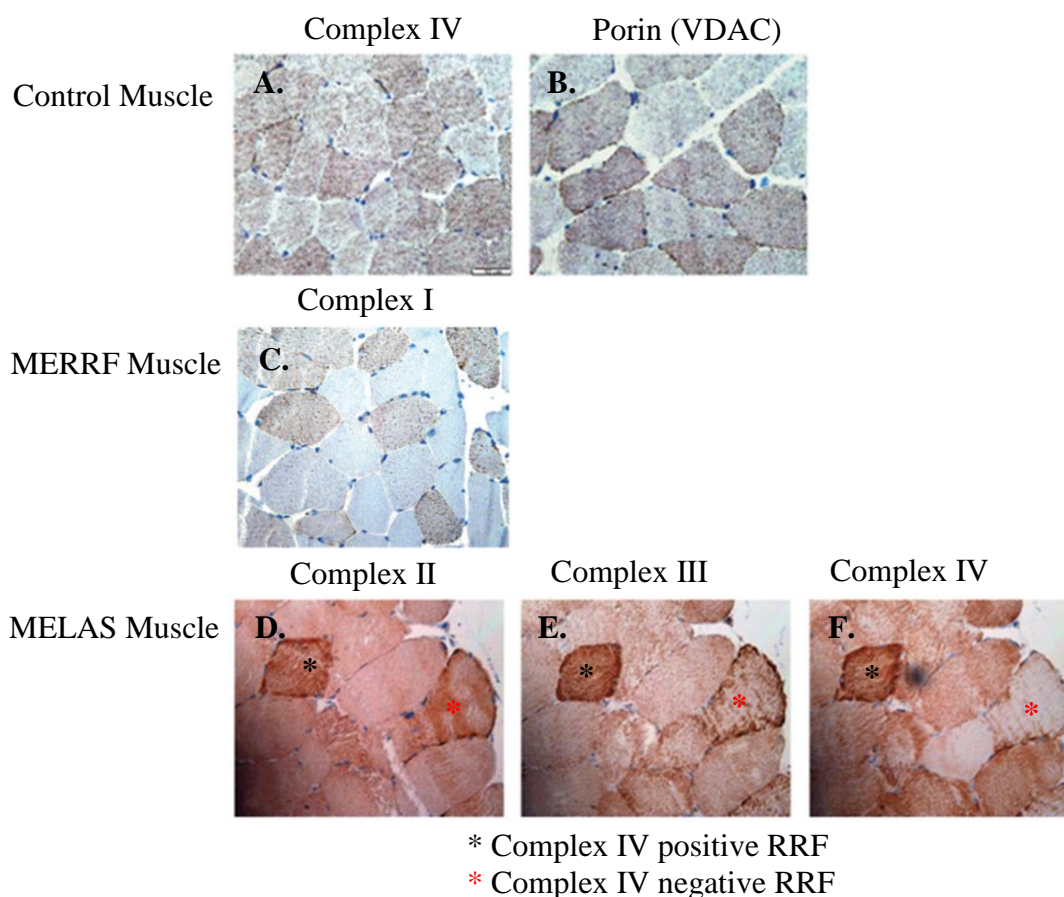 Complex IV Porin (VDAC)
Control Muscle A. B.
Complex I
MERRF Muscle C.
Complex II Complex III Complex IV
MELAS Muscle D. E. F.
* * *
* * *
* Complex IV positive RRF
* Complex IV negative RRF